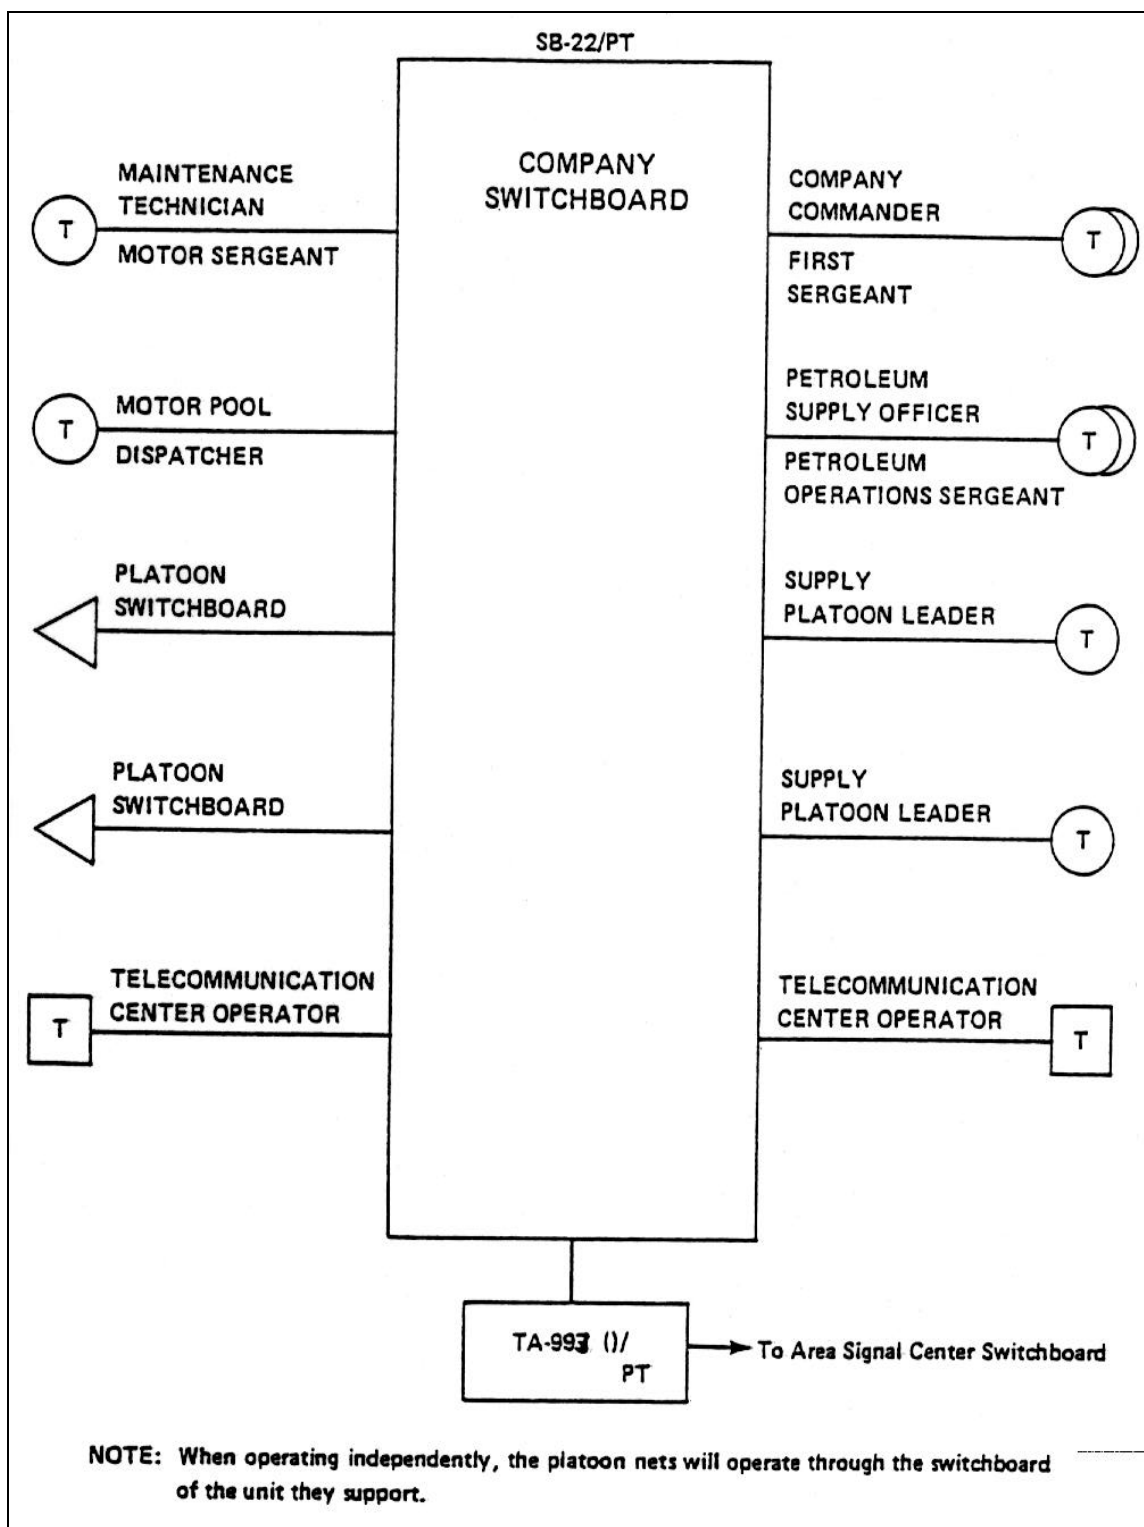 SB-22/PT
COMPANY
SWITCHBOARD
MAINTENANCE
TECHNICIAN
T
MOTOR SERGEANT
MOTOR POOL
T
DISPATCHER
PLATOON
SWITCHBOARD
PLATOON
SWITCHBOARD
TELECOMMUNICATION
CENTER OPERATOR
T
COMPANY
COMMANDER
T
FIRST
SERGEANT
PETROLEUM
SUPPLY OFFICER
T
PETROLEUM
OPERATIONS SERGEANT
SUPPLY
PLATOON LEADER
T
SUPPLY
PLATOON LEADER
T
TELECOMMUNICATION
CENTER OPERATOR
T
TA-993 ()/
PT
To Area Signal Center Switchboard
NOTE: When operating independently, the platoon nets will operate through the switchboard
of the unit they support.